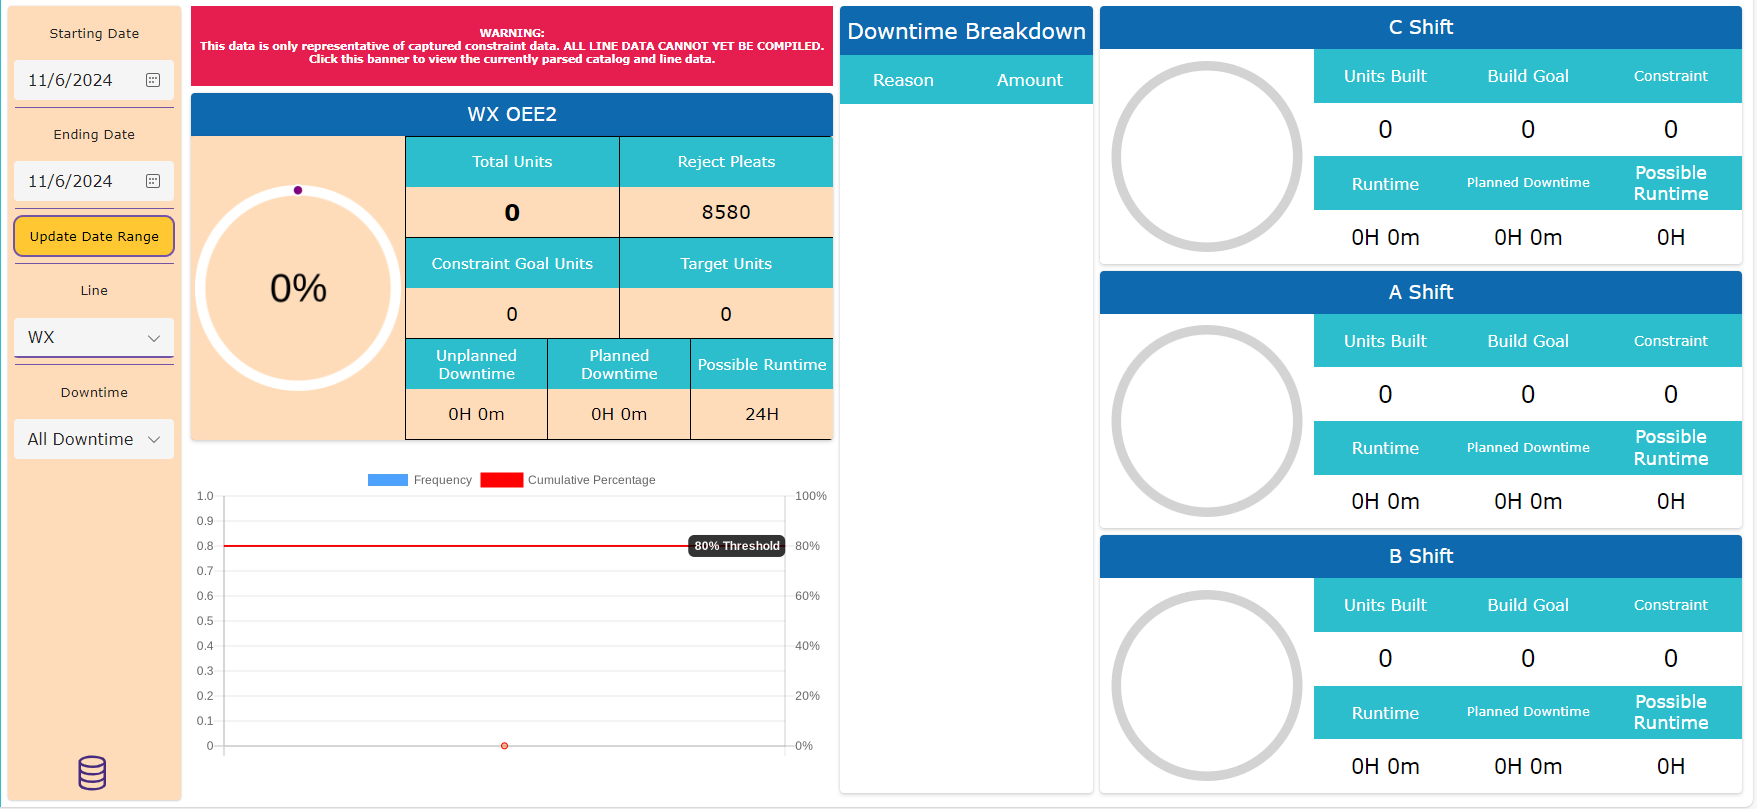 Starting Date
11/6/2024
Ending Date
11/6/2024
Update Date Range
Line
WX
Downtime
All Downtime
WARNING:
This data is only representative of captured constraint data. ALL LINE DATA CANNOT YET BE COMPILED.
Click this banner to view the currently parsed catalog and line data.
WX OEE2
0%
Total Units
Reject Pleats
0
8580
Constraint Goal Units
Target Units
0
0
Unplanned
Downtime
Planned
Downtime
Possible Runtime
0H 0m
0H 0m
24H
Frequency
Cumulative Percentage
1.0
0.9
0.8
0.7
0.6
0.5
0.4
0.3
0.2
0.1
0
80% Threshold
100%
80%
60%
40%
20%
0%
Downtime Breakdown
Reason
Amount
C Shift
Units Built
Build Goal
Constraint
0
0
0
Runtime
Planned Downtime
Possible
Runtime
0H 0m
0H 0m
0H
A Shift
Units Built
Build Goal
Constraint
0
0
0
Runtime
Planned Downtime
Possible
Runtime
0H 0m
0H 0m
0H
B Shift
Units Built
Build Goal
Constraint
0
0
0
Runtime
Planned Downtime
Possible
Runtime
0H 0m
0H 0m
0H